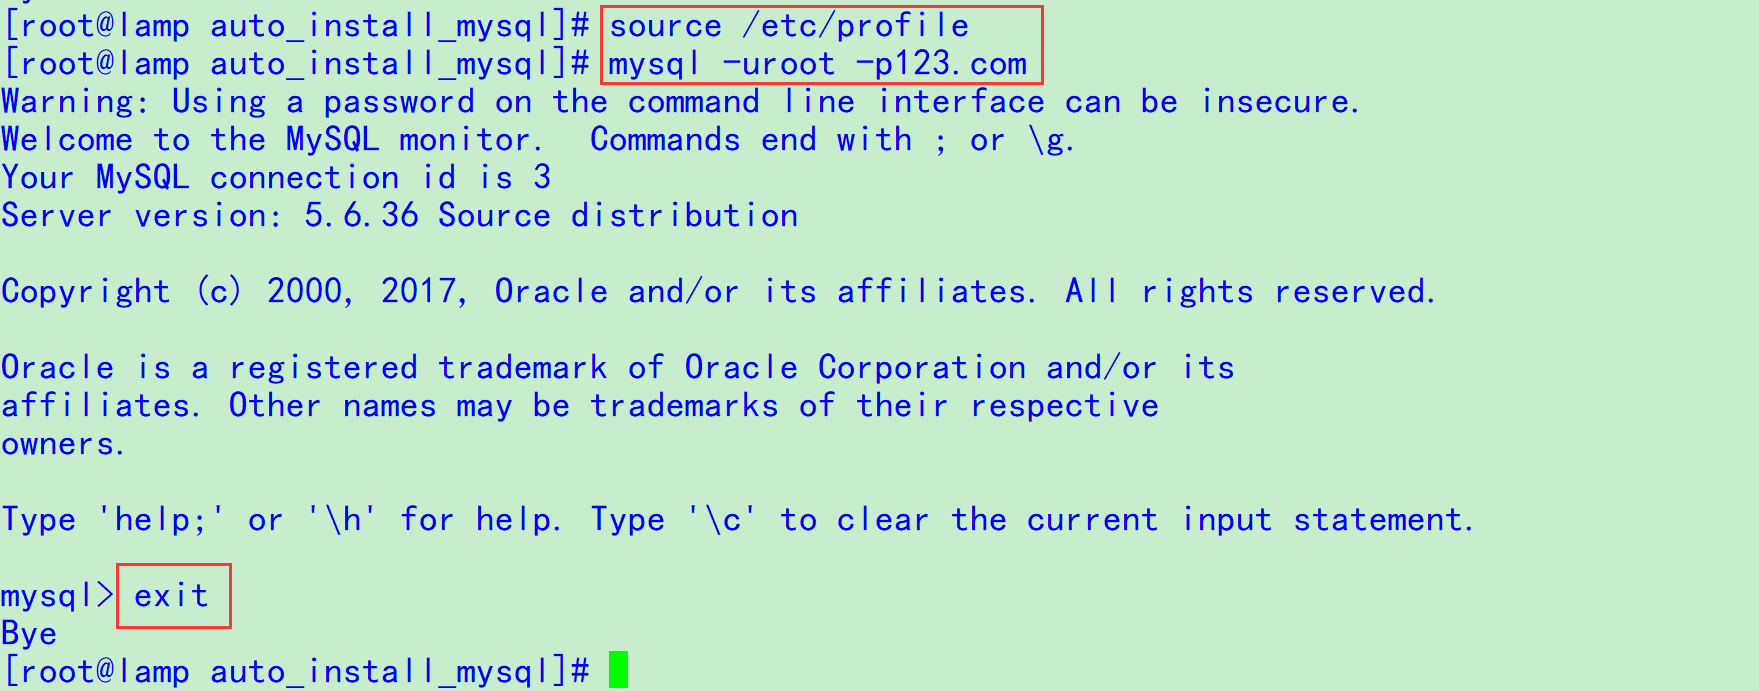 [root@lamp auto_install_mysql]# source /etc/profile
[root@lamp auto_install_mysql]# mysql -uroot -p123.com
Warning: Using a password on the command line interface can be insecure.
Welcome to the MySQL monitor.  Commands end with ; or \g.
Your MySQL connection id is 3
Server version: 5.6.36 Source distribution

Copyright (c) 2000, 2017, Oracle and/or its affiliates. All rights reserved.

Oracle is a registered trademark of Oracle Corporation and/or its
affiliates. Other names may be trademarks of their respective
owners.

Type 'help;' or '\h' for help. Type '\c' to clear the current input statement.

mysql> exit
Bye
[root@lamp auto_install_mysql]#